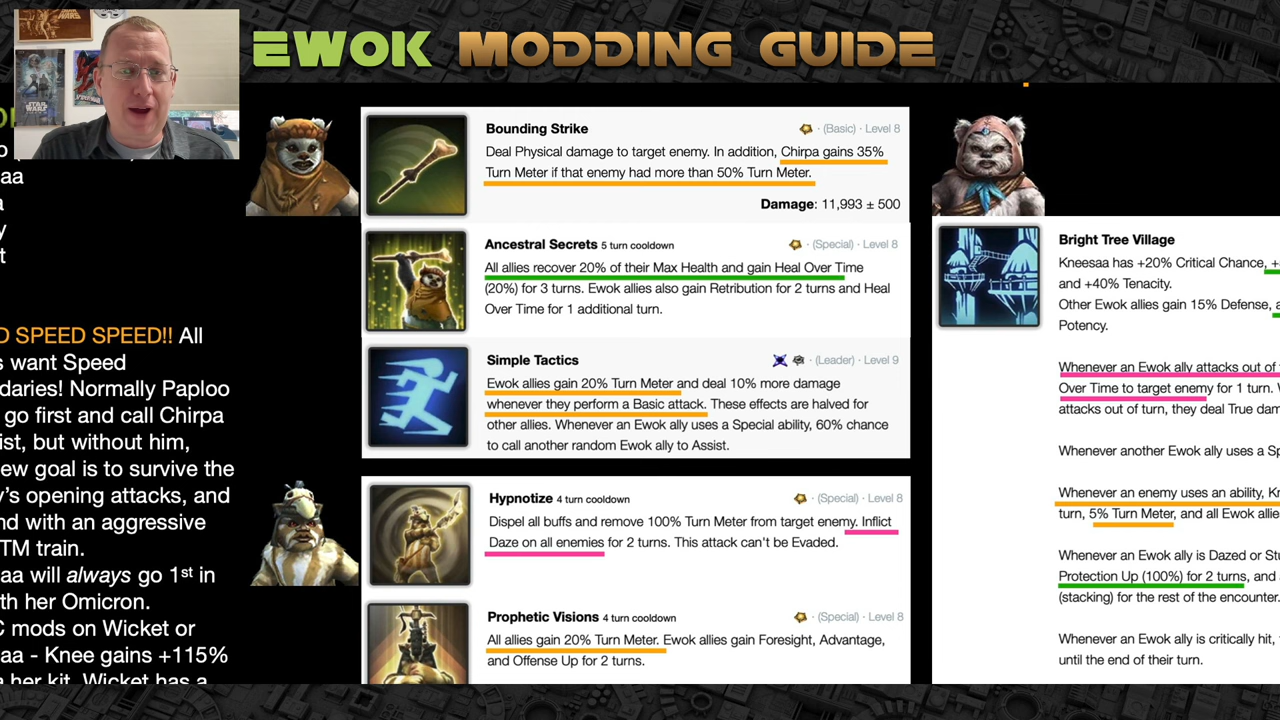 EWOK MODDING GUIDE
STAR WARS
aa
SPEED SPEED!! All
want Speed
Normally Paploo
go first and call Chirpa
but without him,
goal is to survive the
opening attacks, and
with an aggressive
TM train.
will always go 1st in
her Omicron.
mods on Wicket or
- Knee gains +115%
her kit. Wicket has a
Bounding Strike
(Basic) · Level 8
Deal Physical damage to target enemy. In addition, Chirpa gains 35%
Turn Meter if that enemy had more than 50% Turn Meter.
Damage: 11,993 ± 500
Ancestral Secrets 5 turn cooldown
· (Special) · Level 8
All allies recover 20% of their Max Health and gain Heal Over Time
(20%) for 3 turns. Ewok allies also gain Retribution for 2 turns and Heal
Over Time for 1 additional turn.
Simple Tactics
· (Leader) · Level 9
Ewok allies gain 20% Turn Meter and deal 10% more damage
whenever they perform a Basic attack. These effects are halved for
other allies. Whenever an Ewok ally uses a Special ability, 60% chance
to call another random Ewok ally to Assist.
Hypnotize 4 turn cooldown
· (Special) · Level 8
Dispel all buffs and remove 100% Turn Meter from target enemy. Inflict
Daze on all enemies for 2 turns. This attack can't be Evaded.
Prophetic Visions 4 turn cooldown
· (Special) · Level 8
All allies gain 20% Turn Meter. Ewok allies gain Foresight, Advantage,
and Offense Up for 2 turns.
Bright Tree Village
Kneesaa has +20% Critical Chance,
and +40% Tenacity.
Other Ewok allies gain 15% Defense,
Potency.
Whenever an Ewok ally attacks out of
Over Time to target enemy for 1 turn.
attacks out of turn, they deal True
Whenever another Ewok ally uses a
Whenever an enemy uses an ability,
turn, 5% Turn Meter, and all Ewok
Whenever an Ewok ally is Dazed or
Protection Up (100%) for 2 turns, and
(stacking) for the rest of the encounter.
Whenever an Ewok ally is critically hit,
until the end of their turn.